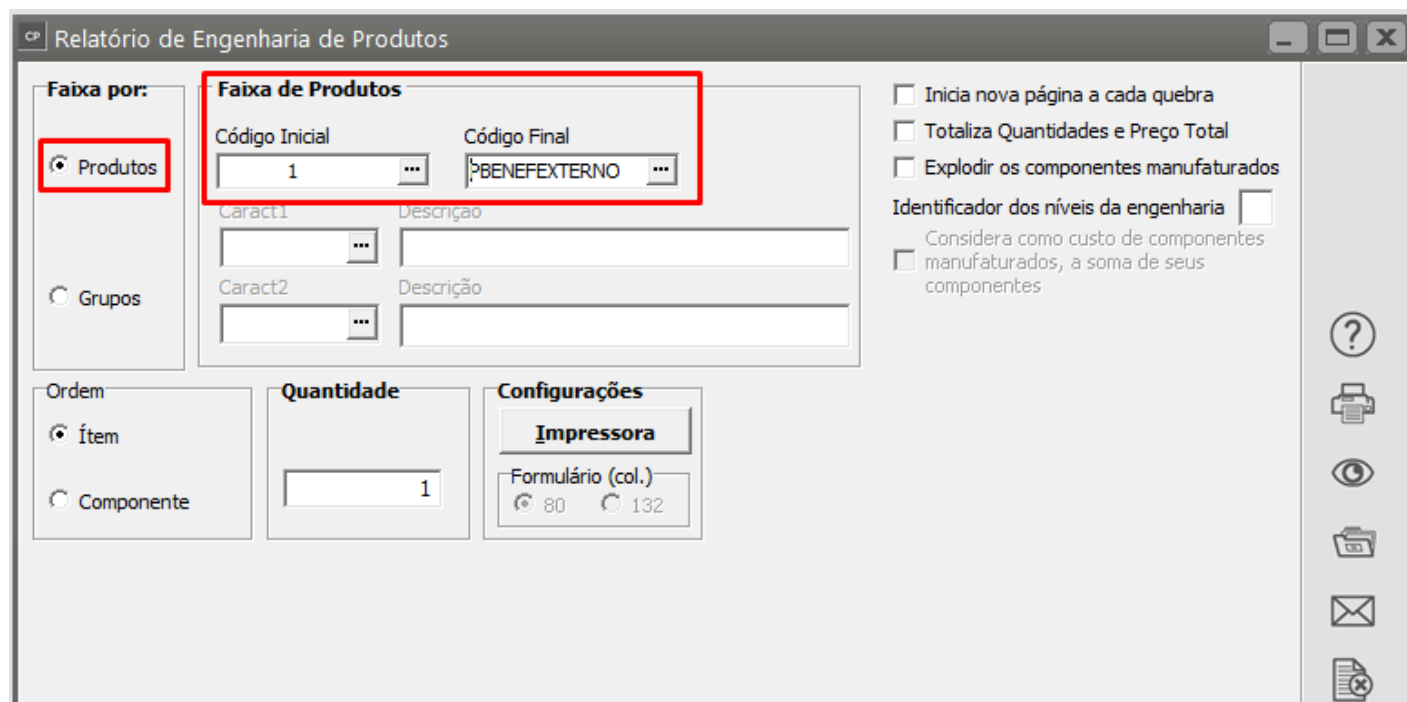 CP Relatório de Engenharia de Produtos
Faixa por:
Produtos
Grupos
Faixa de Produtos
Código Inicial Código Final
1 ... PBENEFEXTERNO ...
Caract1 Descrição
...
Caract2 Descrição
...
Inicia nova página a cada quebra
Totaliza Quantidades e Preço Total
Explodir os componentes manufaturados
Identificador dos níveis da engenharia
Considera como custo de componentes
manufaturados, a soma de seus
componentes
Ordem
Ítem
Componente
Quantidade
1
Configurações
Impressora
Formulário (col.)
80 132